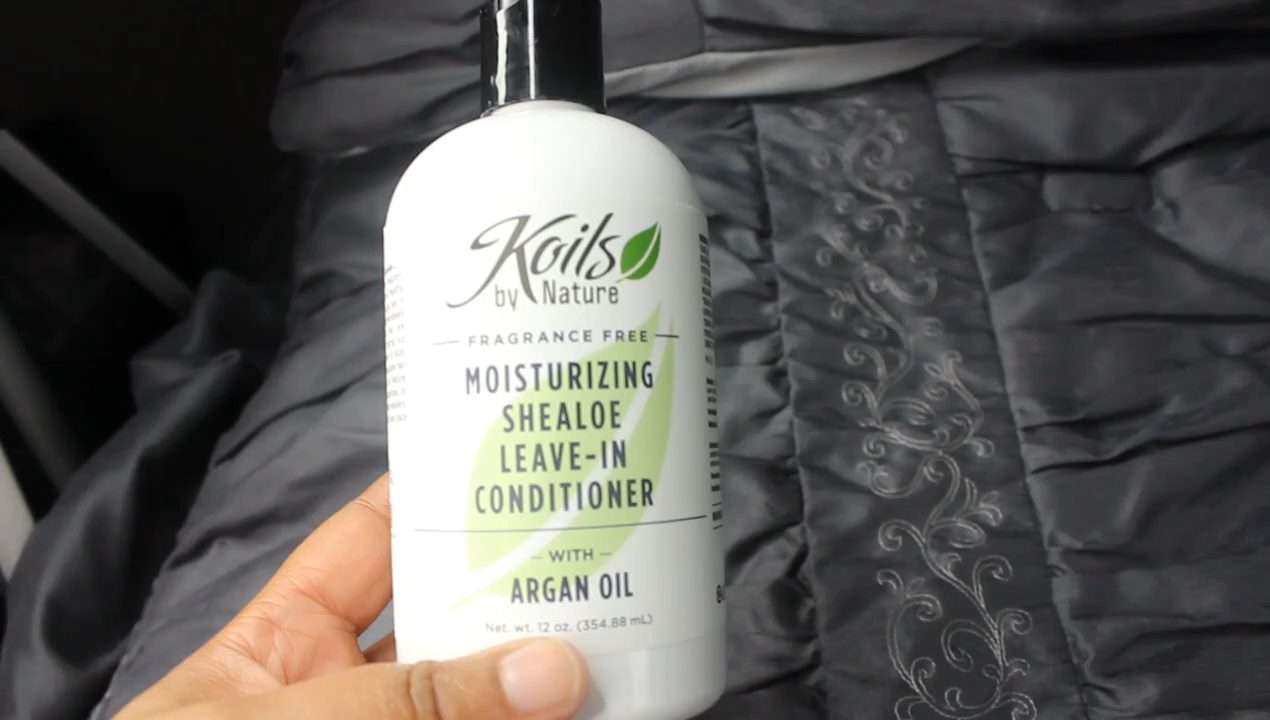 Koils
by Nature
FRAGRANCE FREE
MOISTURIZING
SHEALOE
LEAVE-IN
CONDITIONER
WITH
ARGAN OIL
Net. wt. 12 oz. (354.88 mL)